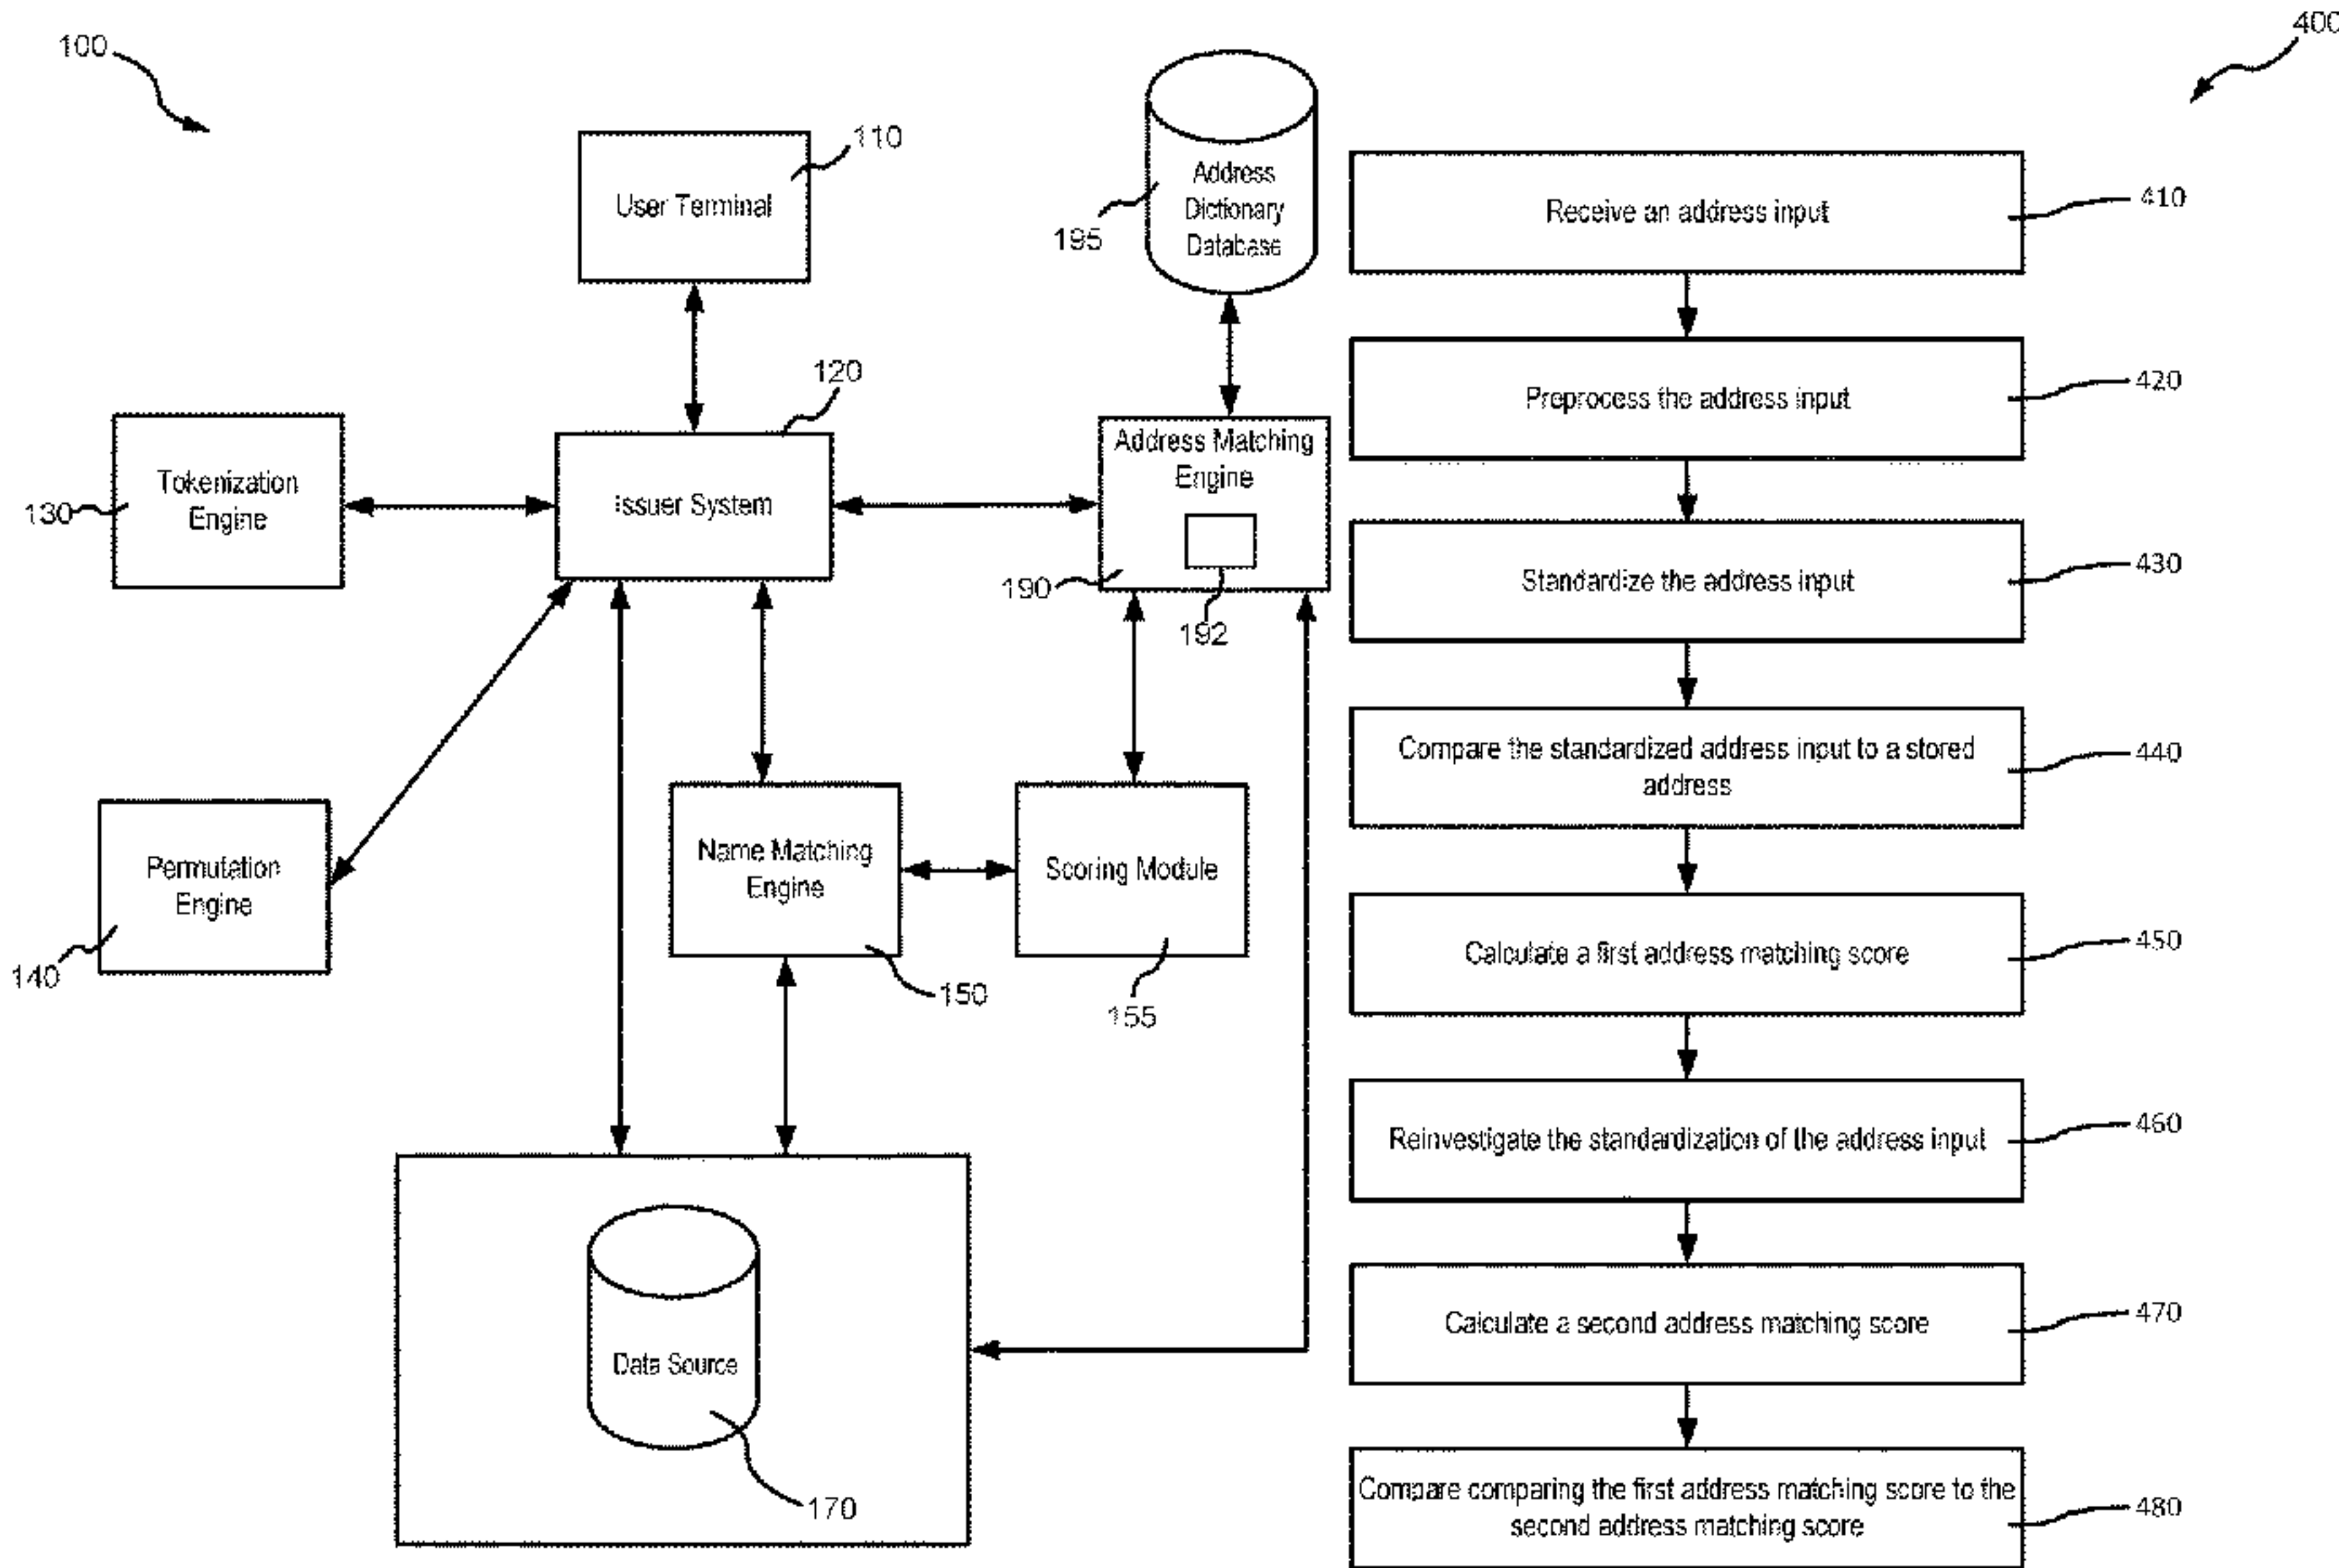 100
110
User Terminal
195
Address
Dictionary
Database
120
130
Tokenization
Engine
Issuer System
Address Matching
Engine
190
192
140
Permutation
Engine
Name Matching
Engine
150
Scoring Module
155
Data Source
170
400
Receive an address input
410
Preprocess the address input
420
Standardize the address input
430
Compare the standardized address input to a stored
address
440
Calculate a first address matching score
450
Reinvestigate the standardization of the address input
460
Calculate a second address matching score
470
Compare comparing the first address matching score to the
second address matching score
480